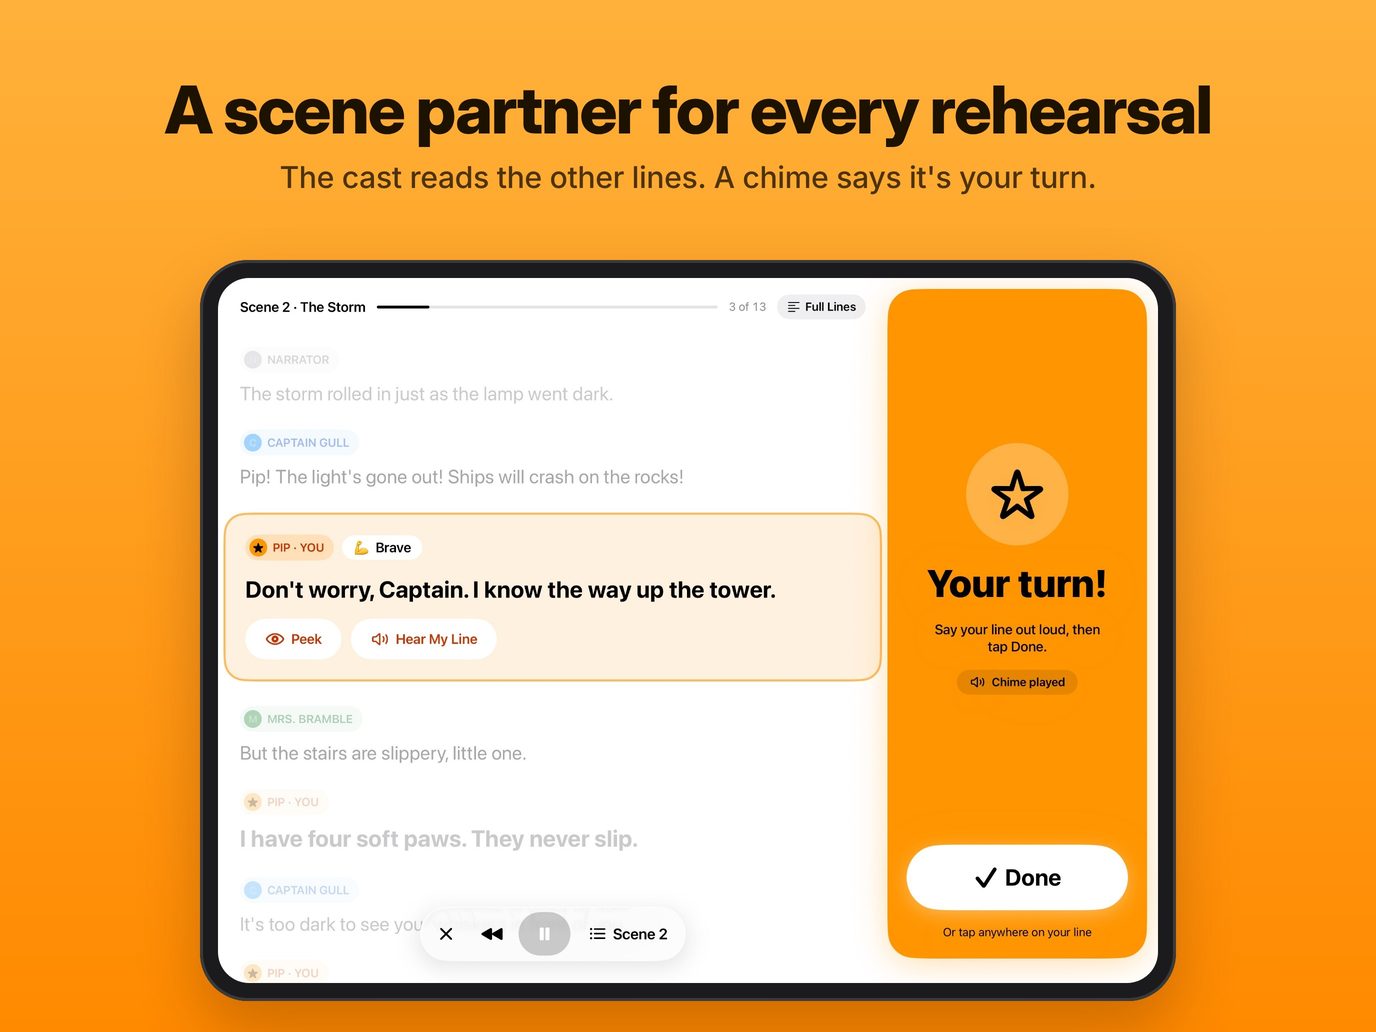 A scene partner for every rehearsal
The cast reads the other lines. A chime says it's your turn.
Scene 2 · The Storm
3 of 13
Full Lines
NARRATOR
The storm rolled in just as the lamp went dark.
C CAPTAIN GULL
Pip! The light's gone out! Ships will crash on the rocks!
PIP · YOU
💪 Brave
Don't worry, Captain. I know the way up the tower.
Peek
Hear My Line
M MRS. BRAMBLE
But the stairs are slippery, little one.
PIP · YOU
I have four soft paws. They never slip.
C CAPTAIN GULL
It's too dark to see you
Scene 2
PIP · YOU
Your turn!
Say your line out loud, then
tap Done.
Chime played
Done
Or tap anywhere on your line